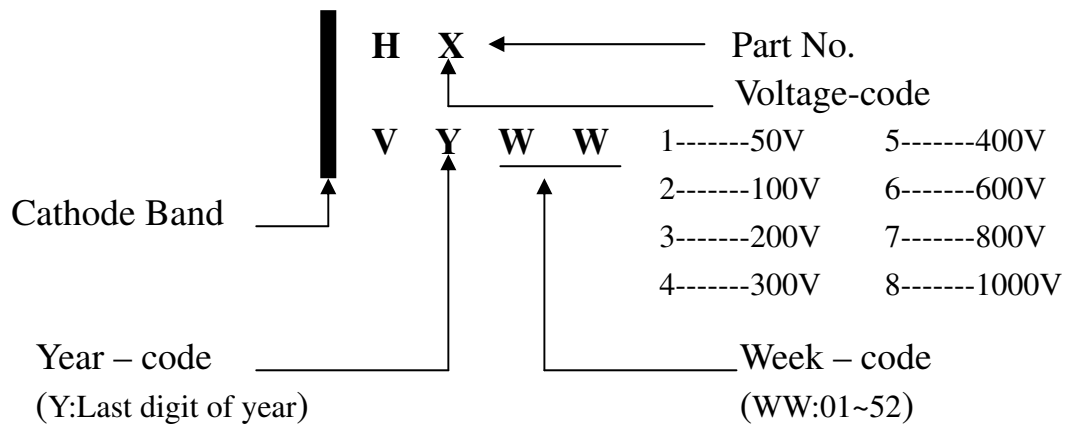 H X Part No.
Voltage-code
V Y W W 1-------50V 5-------400V
2-------100V 6-------600V
Cathode Band
3-------200V 7-------800V
4-------300V 8-------1000V
Year – code Week – code
(Y:Last digit of year) (WW:01~52)